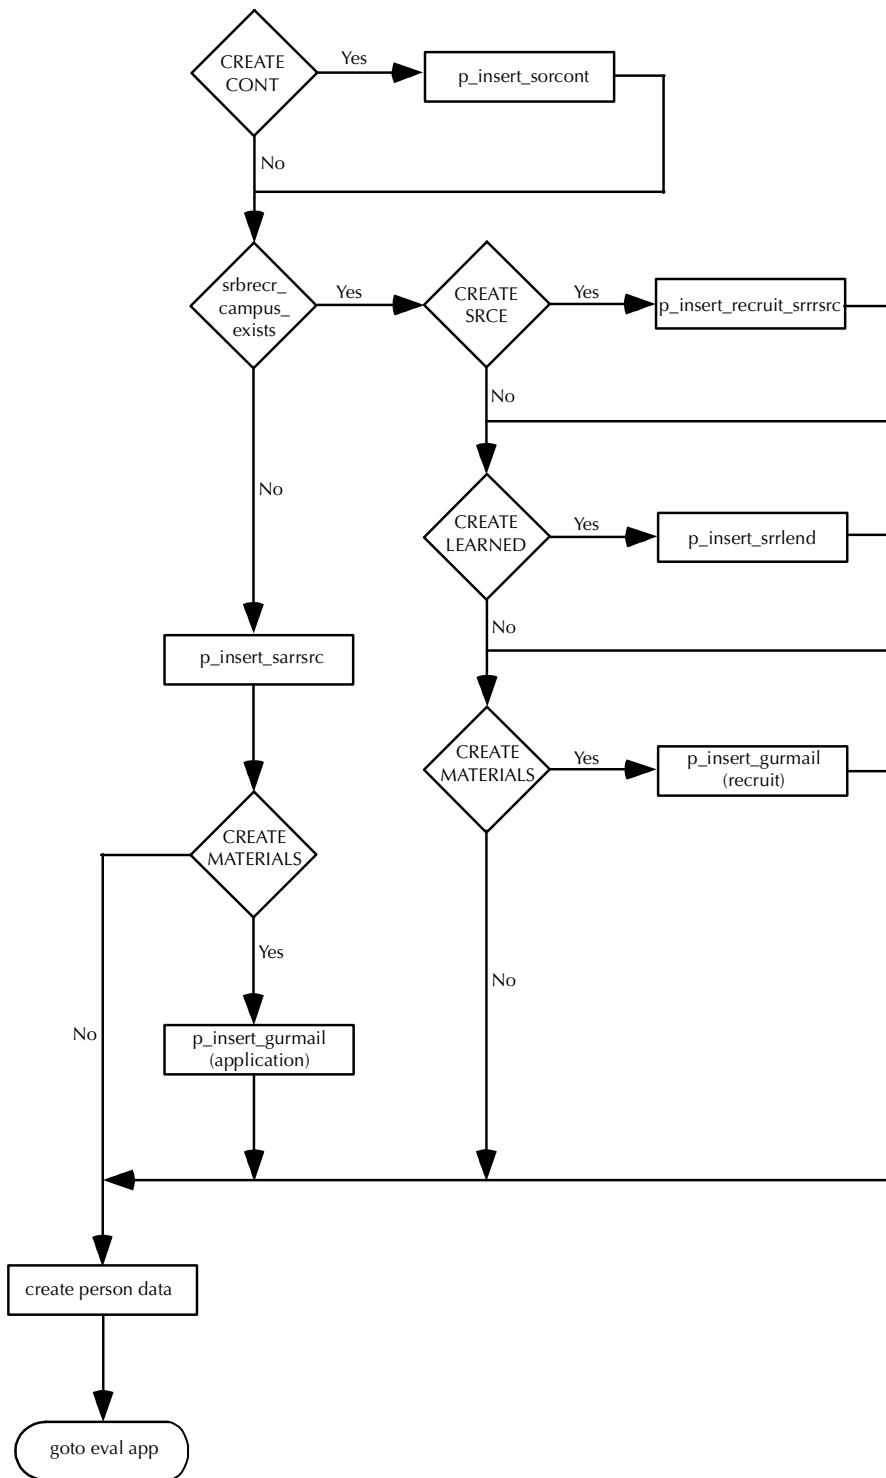 CREATE
CONT
Yes
p_insert_sorcont
No
srbrecr_
campus_
exists
Yes
CREATE
SRCE
Yes
p_insert_recruit_srrrsrc
No
No
CREATE
LEARNED
Yes
p_insert_srrlend
No
p_insert_sarrsrc
CREATE
MATERIALS
Yes
p_insert_gurmail
(recruit)
CREATE
MATERIALS
Yes
No
No
p_insert_gurmail
(application)
create person data
goto eval app